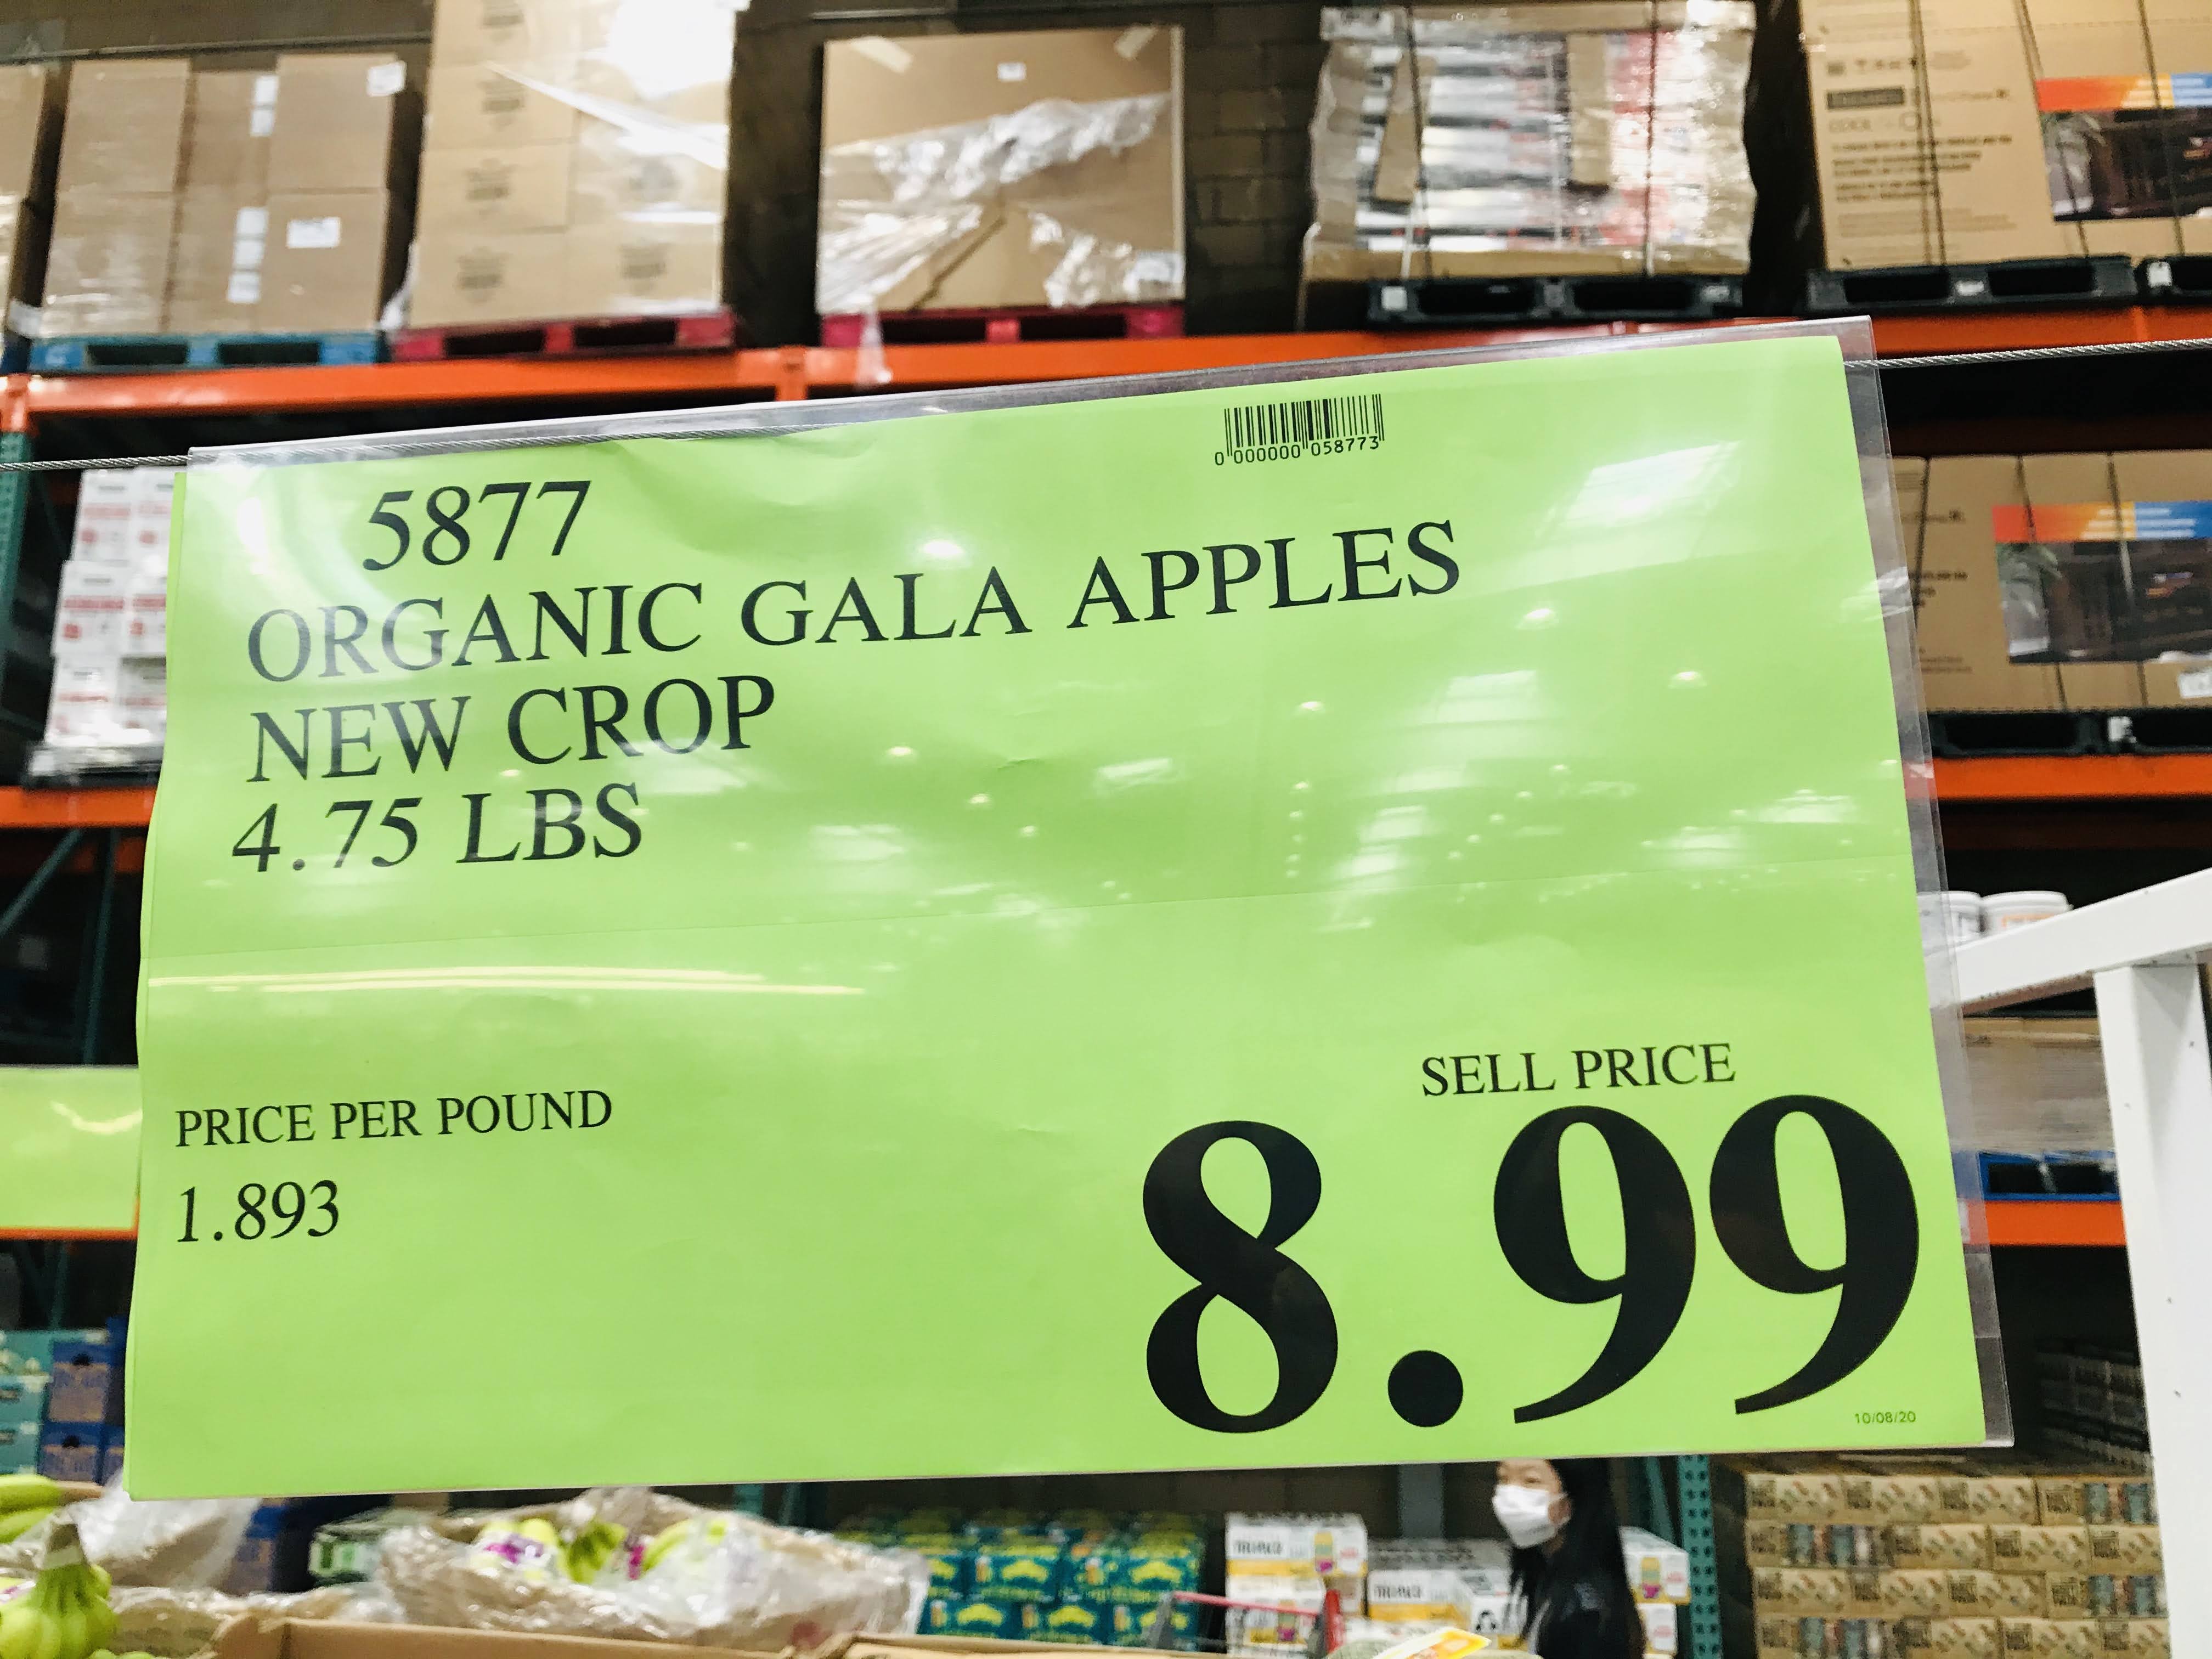 0 000000 058773
5877
ORGANIC GALA APPLES
NEW CROP
4.75 LBS
PRICE PER POUND
1.893
SELL PRICE
8.99
10/08/20